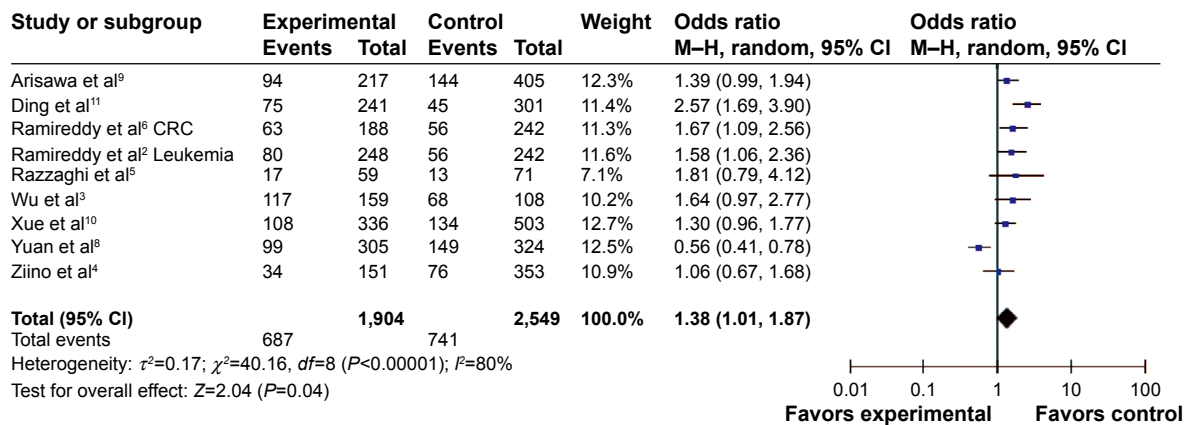 Study or subgroup Experimental Control Weight Odds ratio Odds ratio
Events Total Events Total M–H, random, 95% CI M–H, random, 95% CI
Arisawa et al⁹ 94 217 144 405 12.3% 1.39 (0.99, 1.94)
Ding et al¹¹ 75 241 45 301 11.4% 2.57 (1.69, 3.90)
Ramireddy et al⁶ CRC 63 188 56 242 11.3% 1.67 (1.09, 2.56)
Ramireddy et al² Leukemia 80 248 56 242 11.6% 1.58 (1.06, 2.36)
Razzaghi et al⁵ 17 59 13 71 7.1% 1.81 (0.79, 4.12)
Wu et al³ 117 159 68 108 10.2% 1.64 (0.97, 2.77)
Xue et al¹⁰ 108 336 134 503 12.7% 1.30 (0.96, 1.77)
Yuan et al⁸ 99 305 149 324 12.5% 0.56 (0.41, 0.78)
Ziino et al⁴ 34 151 76 353 10.9% 1.06 (0.67, 1.68)
Total (95% CI) 1,904 2,549 100.0% 1.38 (1.01, 1.87)
Total events 687 741
Heterogeneity: τ²=0.17; χ²=40.16, df=8 (P<0.00001); I²=80%
Test for overall effect: Z=2.04 (P=0.04)
0.01 0.1 1 10 100
Favors experimental Favors control